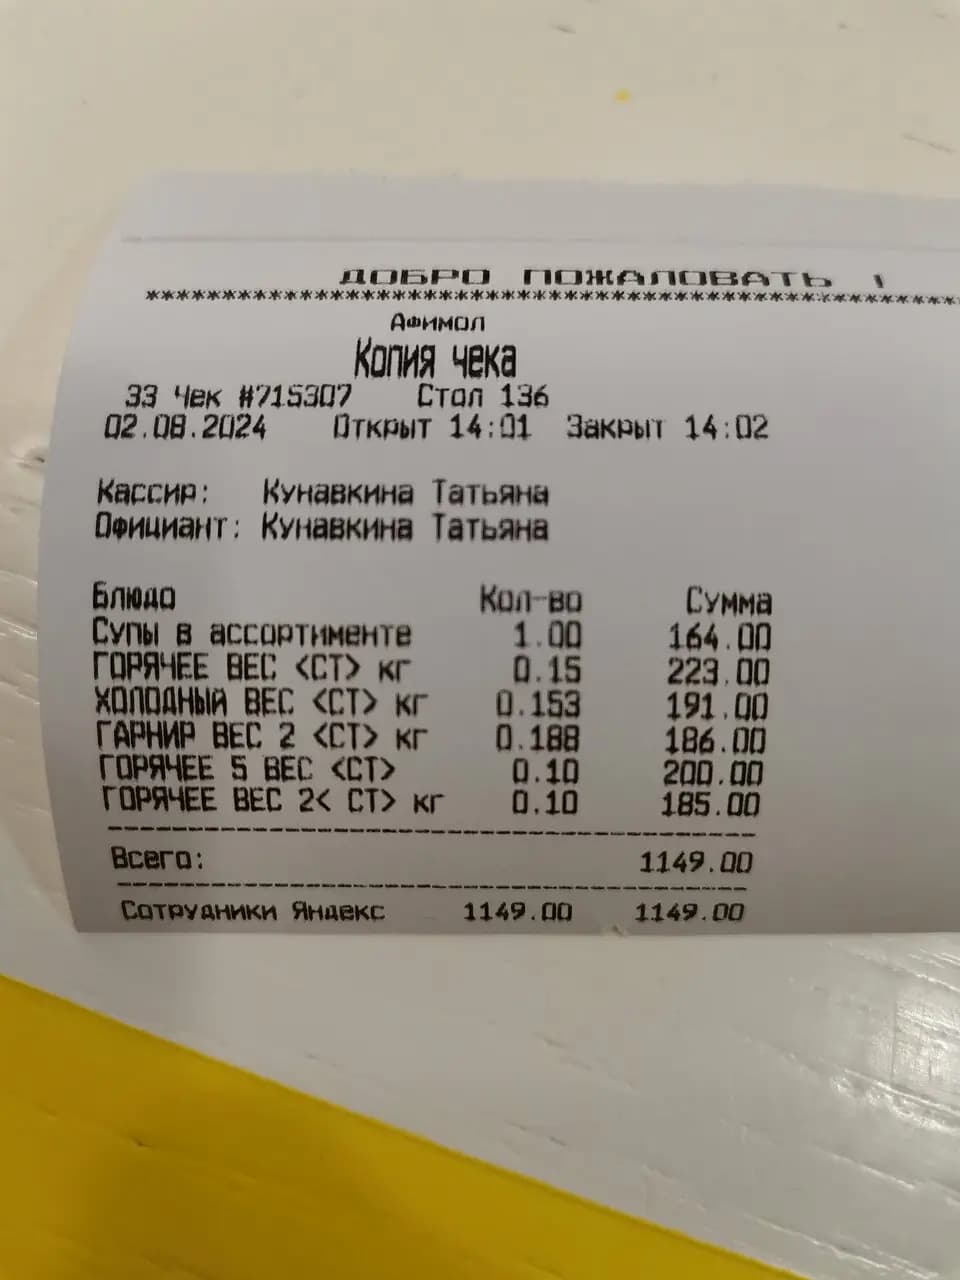 ДОБРО ПОЖАЛОВАТЬ !
*****************************************************************
Афимол
Копия чека
33 Чек #715307 Стол 136
02.08.2024 Открыт 14:01 Закрыт 14:02
Кассир: Кунавкина Татьяна
Официант: Кунавкина Татьяна
Блюдо Кол-во Сумма
Супы в ассортименте 1.00 164.00
ГОРЯЧЕЕ ВЕС <СТ> кг 0.15 223.00
ХОЛОДНЫЙ ВЕС <СТ> кг 0.153 191.00
ГАРНИР ВЕС 2 <СТ> кг 0.188 186.00
ГОРЯЧЕЕ 5 ВЕС <СТ> 0.10 200.00
ГОРЯЧЕЕ ВЕС 2< СТ> кг 0.10 185.00
Всего: 1149.00
Сотрудники Яндекс 1149.00 1149.00